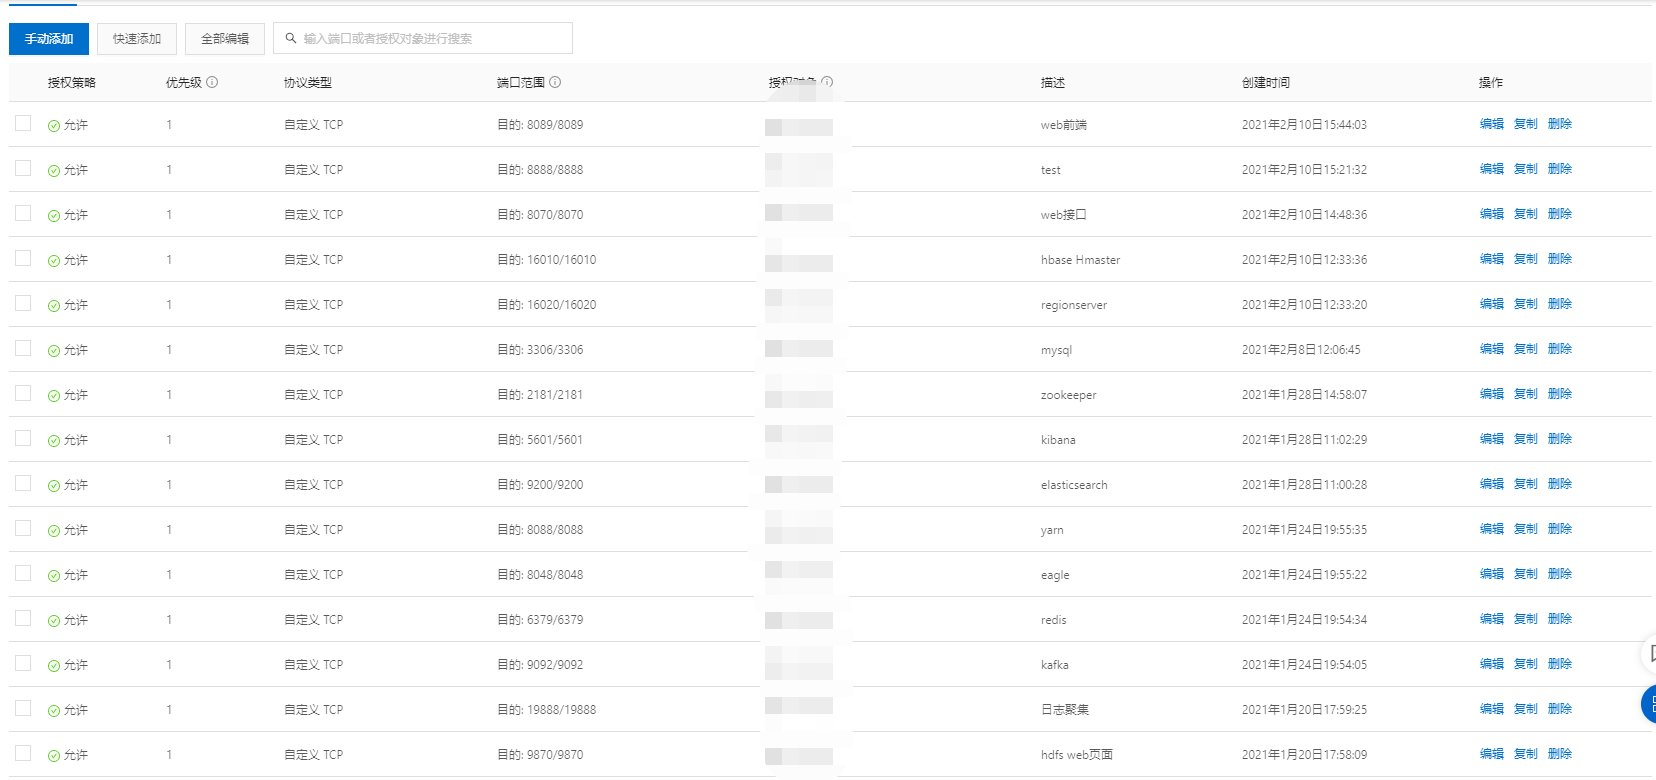 手动添加 快速添加 全部编辑 输入端口或者授权对象进行搜索
授权策略 优先级 协议类型 端口范围 授权对象 描述 创建时间 操作
允许 1 自定义 TCP 目的: 8089/8089 web前端 2021年2月10日15:44:03 编辑 复制 删除
允许 1 自定义 TCP 目的: 8888/8888 test 2021年2月10日15:21:32 编辑 复制 删除
允许 1 自定义 TCP 目的: 8070/8070 web接口 2021年2月10日14:48:36 编辑 复制 删除
允许 1 自定义 TCP 目的: 16010/16010 hbase Hmaster 2021年2月10日12:33:36 编辑 复制 删除
允许 1 自定义 TCP 目的: 16020/16020 regionserver 2021年2月10日12:33:20 编辑 复制 删除
允许 1 自定义 TCP 目的: 3306/3306 mysql 2021年2月8日12:06:45 编辑 复制 删除
允许 1 自定义 TCP 目的: 2181/2181 zookeeper 2021年1月28日14:58:07 编辑 复制 删除
允许 1 自定义 TCP 目的: 5601/5601 kibana 2021年1月28日11:02:29 编辑 复制 删除
允许 1 自定义 TCP 目的: 9200/9200 elasticsearch 2021年1月28日11:00:28 编辑 复制 删除
允许 1 自定义 TCP 目的: 8088/8088 yarn 2021年1月24日19:55:35 编辑 复制 删除
允许 1 自定义 TCP 目的: 8048/8048 eagle 2021年1月24日19:55:22 编辑 复制 删除
允许 1 自定义 TCP 目的: 6379/6379 redis 2021年1月24日19:54:34 编辑 复制 删除
允许 1 自定义 TCP 目的: 9092/9092 kafka 2021年1月24日19:54:05 编辑 复制 删除
允许 1 自定义 TCP 目的: 19888/19888 日志聚集 2021年1月20日17:59:25 编辑 复制 删除
允许 1 自定义 TCP 目的: 9870/9870 hdfs web页面 2021年1月20日17:58:09 编辑 复制 删除